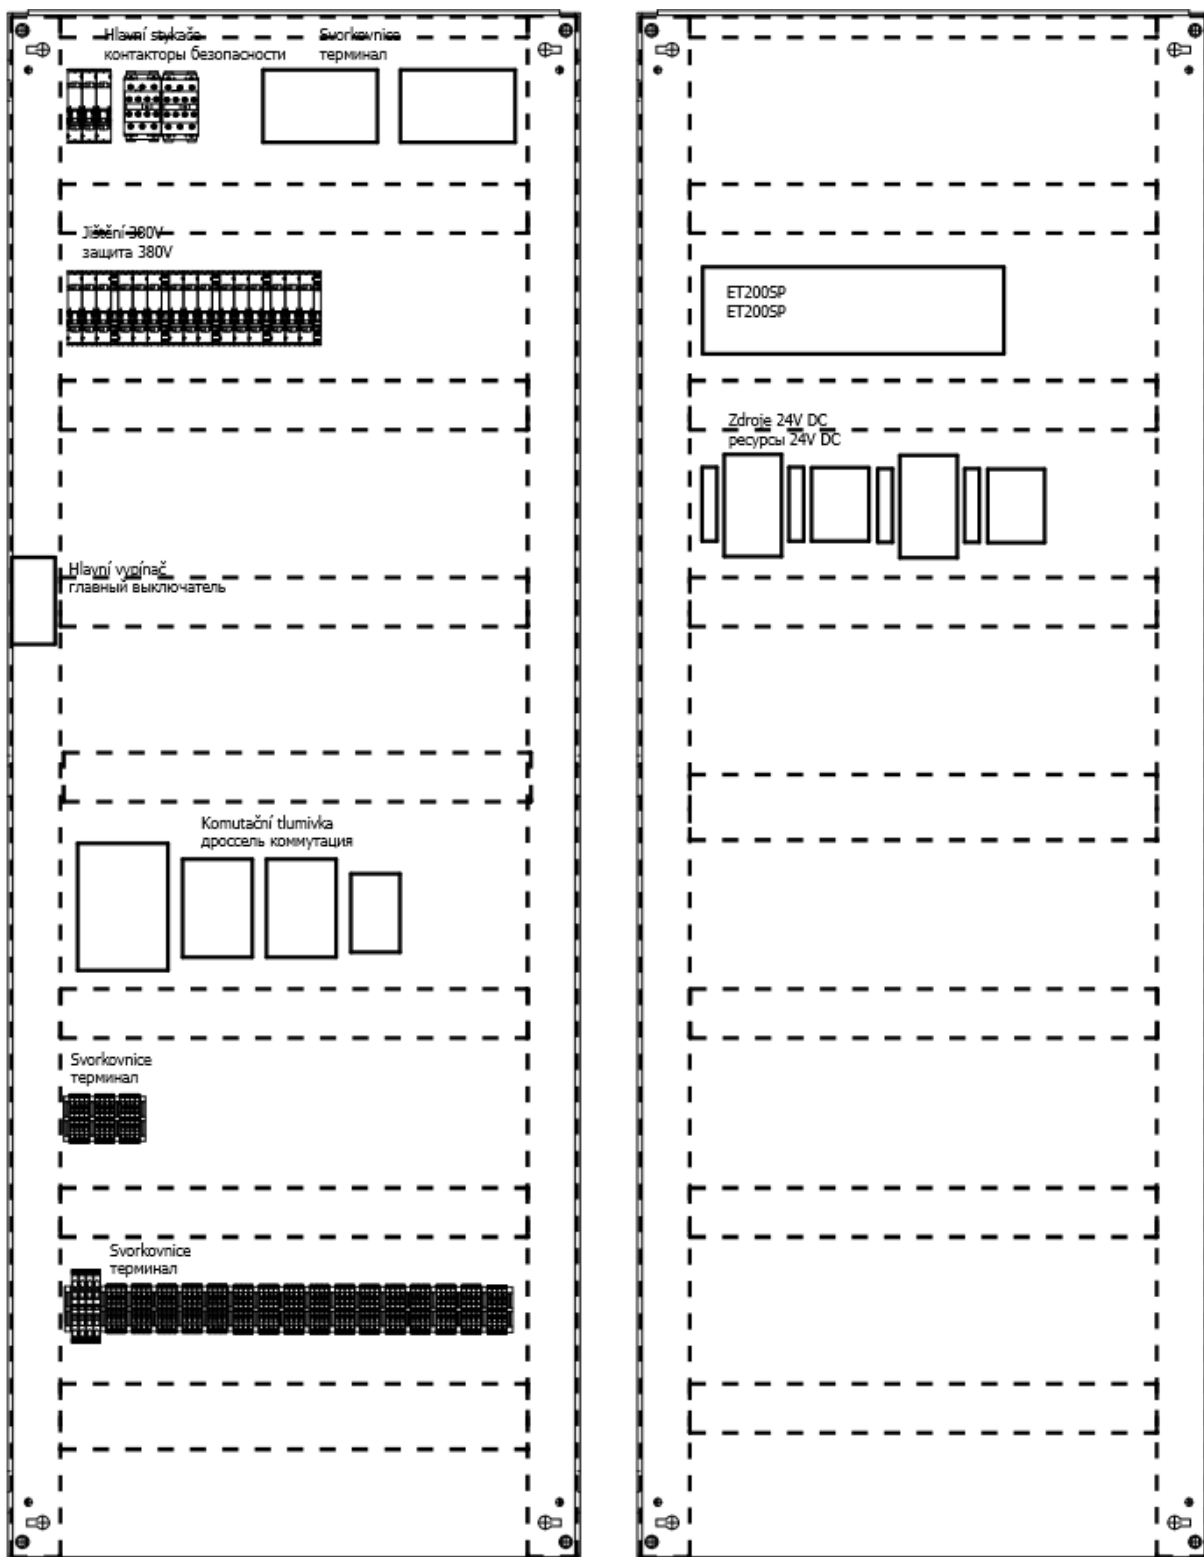 Hlavní stykače
контакторы безопасности
Svorkovnice
терминал
Jištění 380V
защита 380V
Hlavní vypínač
главный выключатель
Komutační tlumivka
дроссель коммутация
Svorkovnice
терминал
Svorkovnice
терминал
ET200SP
ET200SP
Zdroje 24V DC
ресурсы 24V DC